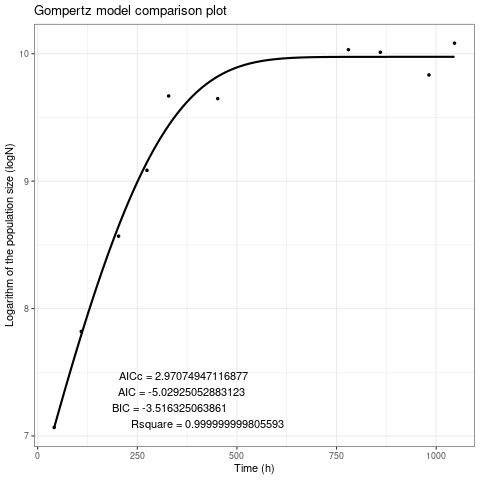 Gompertz model comparison plot
Logarithm of the population size (logN)
10
9
8
7
AICc = 2.97074947116877
AIC = -5.02925052883123
BIC = -3.516325063861
Rsquare = 0.999999999805593
0 250 500 750 1000
Time (h)